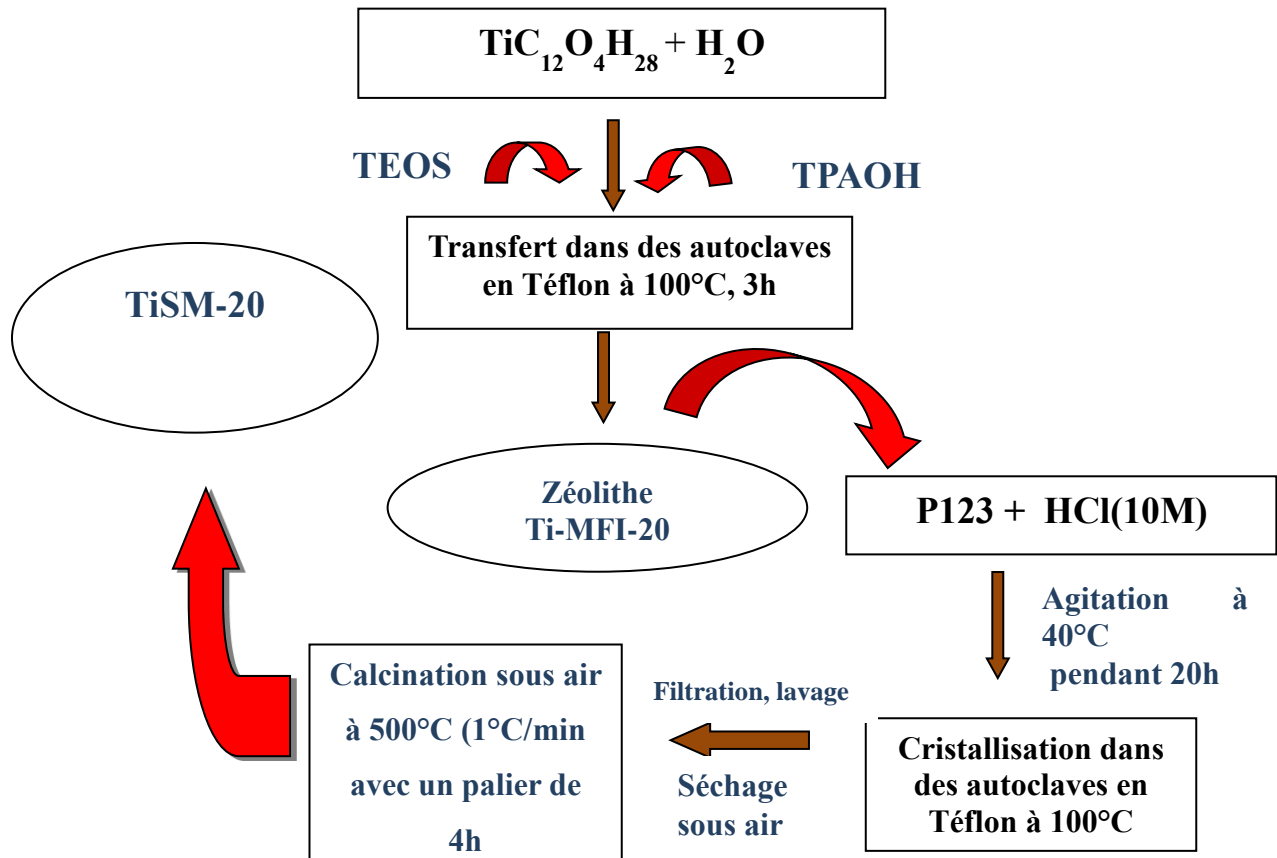 TiC₁₂O₄H₂₈ + H₂O
TEOS
TPAOH
Transfert dans des autoclaves
en Téflon à 100°C, 3h
TiSM-20
Zéolithe
Ti-MFI-20
P123 + HCl(10M)
Agitation à
40°C
pendant 20h
Cristallisation dans
des autoclaves en
Téflon à 100°C
Filtration, lavage
Séchage
sous air
Calcination sous air
à 500°C (1°C/min
avec un palier de
4h